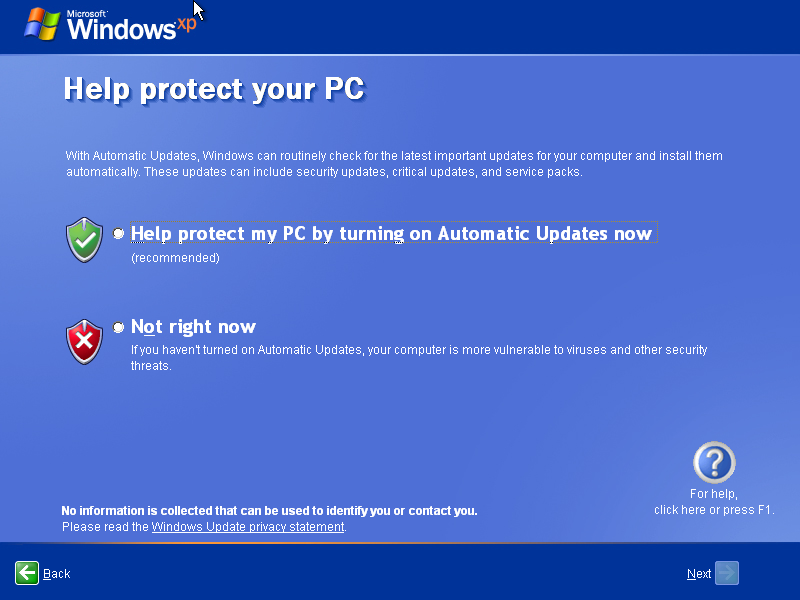 Microsoft®
Windows xp
Help protect your PC
With Automatic Updates, Windows can routinely check for the latest important updates for your computer and install them
automatically. These updates can include security updates, critical updates, and service packs.
Help protect my PC by turning on Automatic Updates now
(recommended)
Not right now
If you haven't turned on Automatic Updates, your computer is more vulnerable to viruses and other security
threats.
For help,
click here or press F1.
No information is collected that can be used to identify you or contact you.
Please read the Windows Update privacy statement.
Back
Next